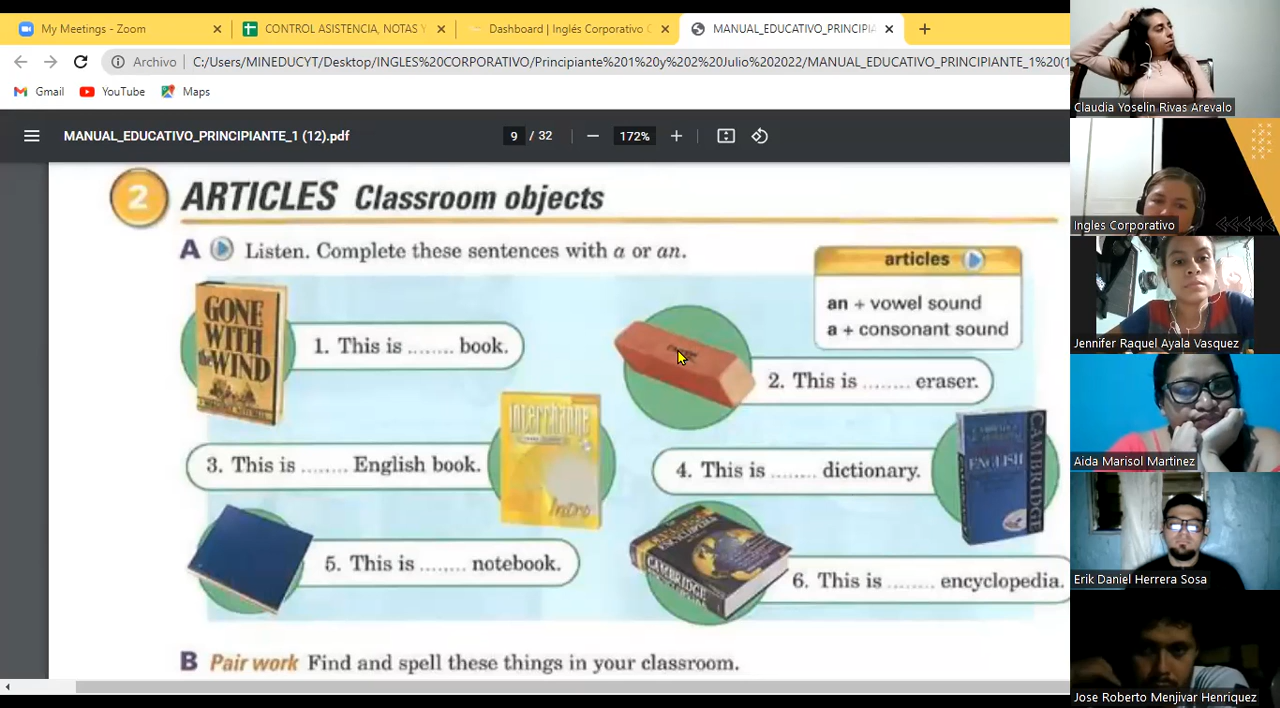 My Meetings - Zoom
CONTROL ASISTENCIA, NOTAS Y
Dashboard | Inglés Corporativo
MANUAL_EDUCATIVO_PRINCIPIA
Archivo
C:/Users/MINEDUCYT/Desktop/INGLES%20CORPORATIVO/Principiante%201%20y%202%20Julio%202022/MANUAL_EDUCATIVO_PRINCIPIANTE_1%20(1
Gmail
YouTube
Maps
MANUAL_EDUCATIVO_PRINCIPIANTE_1 (12).pdf
9 / 32
172%
2 ARTICLES Classroom objects
A Listen. Complete these sentences with a or an.
articles
an + vowel sound
a + consonant sound
GONE
WITH
the WIND
1. This is ........ book.
2. This is ........ eraser.
3. This is ........ English book.
interchange
Intro
4. This is ........ dictionary.
ENGLISH
CAMBRIDGE
5. This is ........ notebook.
CAMBRIDGE
6. This is ........ encyclopedia.
B Pair work Find and spell these things in your classroom.
Claudia Yoselin Rivas Arevalo
Ingles Corporativo
Jennifer Raquel Ayala Vasquez
Aida Marisol Martinez
Erik Daniel Herrera Sosa
Jose Roberto Menjivar Henriquez